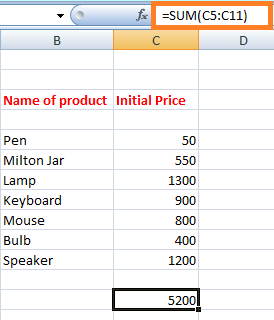 fx =SUM(C5:C11)
B C D
Name of product Initial Price
Pen 50
Milton Jar 550
Lamp 1300
Keyboard 900
Mouse 800
Bulb 400
Speaker 1200
5200